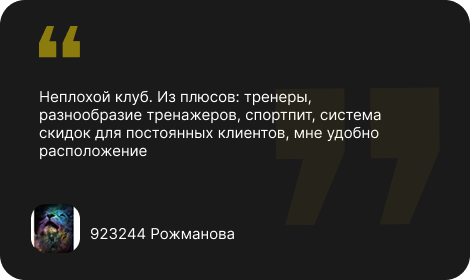 Неплохой клуб. Из плюсов: тренеры,
разнообразие тренажеров, спортпит, система
скидок для постоянных клиентов, мне удобно
расположение
923244 Рожманова